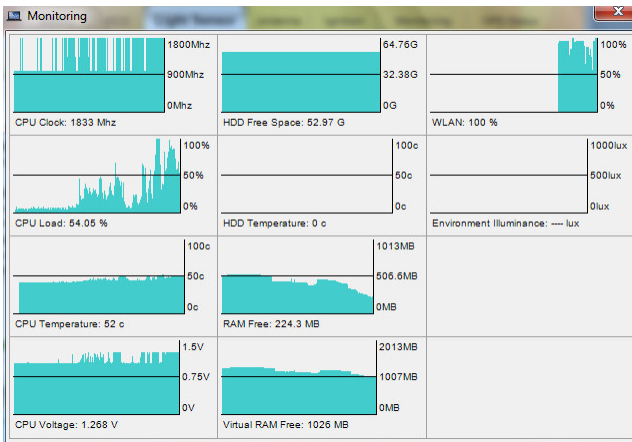 Monitoring
1800Mhz
900Mhz
0Mhz
CPU Clock: 1833 Mhz
64.76G
32.38G
0G
HDD Free Space: 52.97 G
100%
50%
0%
WLAN: 100 %
100%
50%
0%
CPU Load: 54.05 %
100c
50c
0c
HDD Temperature: 0 c
1000lux
500lux
0lux
Environment Illuminance: ---- lux
100c
50c
0c
CPU Temperature: 52 c
1013MB
506.6MB
0MB
RAM Free: 224.3 MB
1.5V
0.75V
0V
CPU Voltage: 1.268 V
2013MB
1007MB
0MB
Virtual RAM Free: 1026 MB